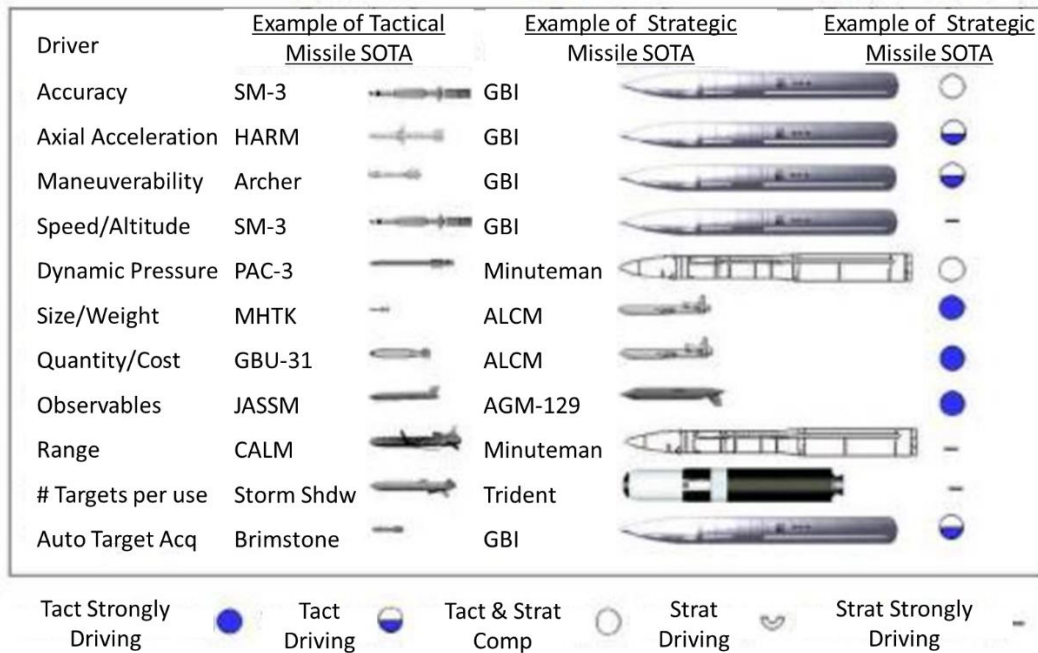 Driver
Example of Tactical
Missile SOTA
Example of Strategic
Missile SOTA
Example of Strategic
Missile SOTA
Accuracy SM-3 GBI
Axial Acceleration HARM GBI
Maneuverability Archer GBI
Speed/Altitude SM-3 GBI
Dynamic Pressure PAC-3 Minuteman
Size/Weight MHTK ALCM
Quantity/Cost GBU-31 ALCM
Observables JASSM AGM-129
Range CALM Minuteman
# Targets per use Storm Shdw Trident
Auto Target Acq Brimstone GBI
Tact Strongly
Driving
Tact
Driving
Tact & Strat
Comp
Strat
Driving
Strat Strongly
Driving